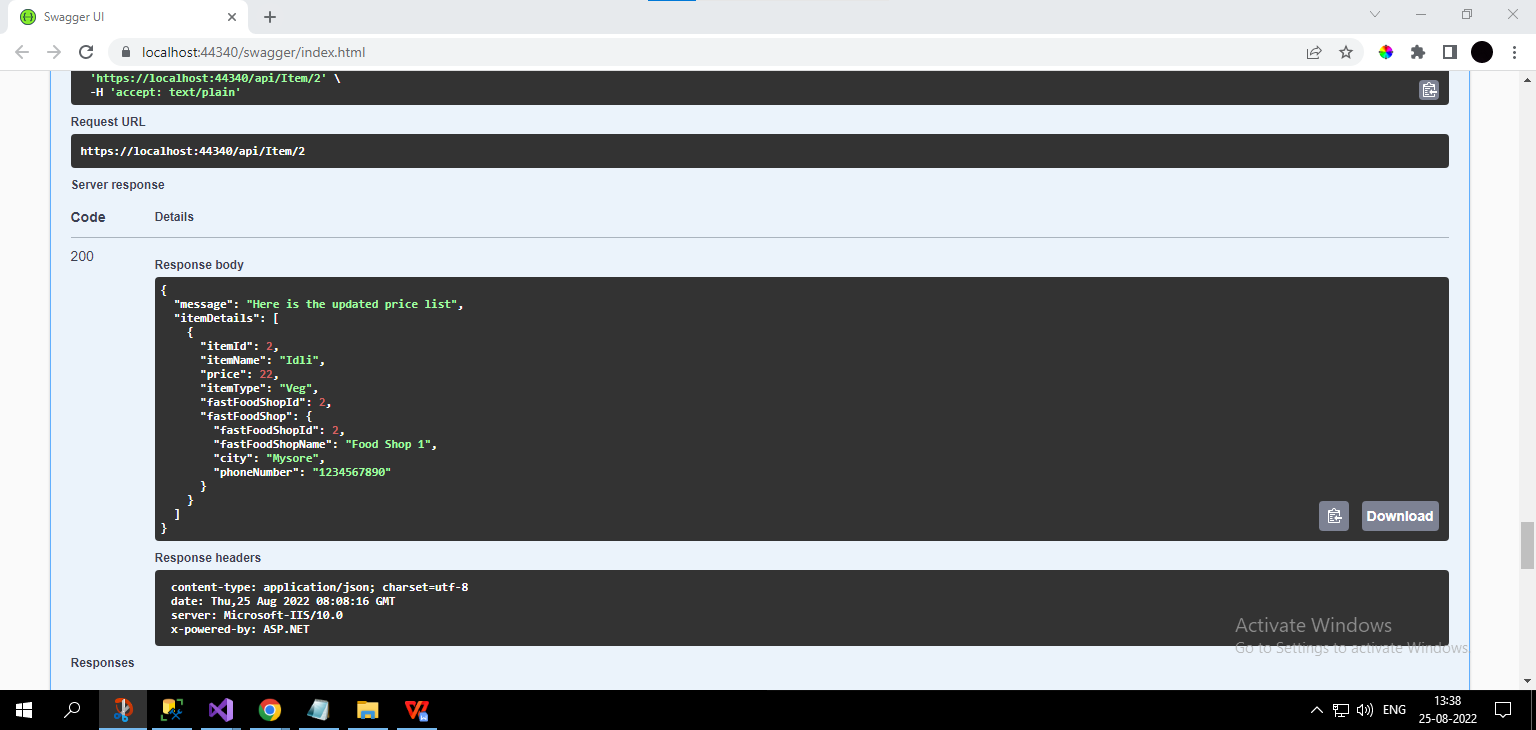 Swagger UI
localhost:44340/swagger/index.html
'https://localhost:44340/api/Item/2' \
-H 'accept: text/plain'
Request URL
https://localhost:44340/api/Item/2
Server response
Code Details
200
Response body
{
"message": "Here is the updated price list",
"itemDetails": [
{
"itemId": 2,
"itemName": "Idli",
"price": 22,
"itemType": "Veg",
"fastFoodShopId": 2,
"fastFoodShop": {
"fastFoodShopId": 2,
"fastFoodShopName": "Food Shop 1",
"city": "Mysore",
"phoneNumber": "1234567890"
}
}
]
}
Download
Response headers
content-type: application/json; charset=utf-8
date: Thu,25 Aug 2022 08:08:16 GMT
server: Microsoft-IIS/10.0
x-powered-by: ASP.NET
Activate Windows
Go to Settings to activate Windows.
Responses
ENG
13:38
25-08-2022